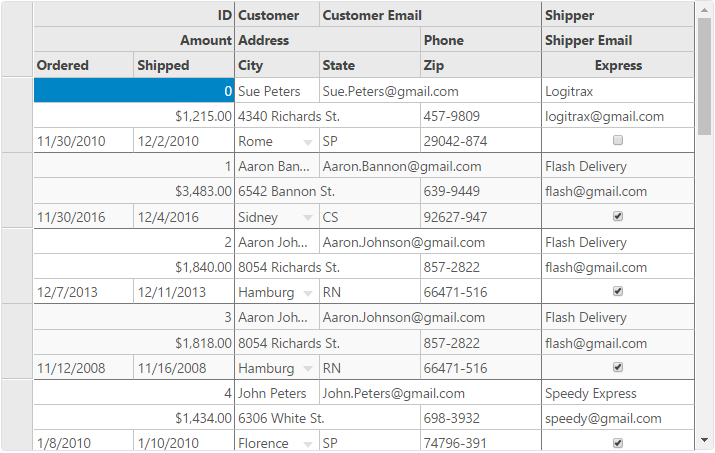 ID Customer Customer Email Shipper
Amount Address Phone Shipper Email
Ordered Shipped City State Zip Express
0 Sue Peters Sue.Peters@gmail.com Logitrax
$1,215.00 4340 Richards St. 457-9809 logitrax@gmail.com
11/30/2010 12/2/2010 Rome SP 29042-874
1 Aaron Ban... Aaron.Bannon@gmail.com Flash Delivery
$3,483.00 6542 Bannon St. 639-9449 flash@gmail.com
11/30/2016 12/4/2016 Sidney CS 92627-947
2 Aaron Joh... Aaron.Johnson@gmail.com Flash Delivery
$1,840.00 8054 Richards St. 857-2822 flash@gmail.com
12/7/2013 12/11/2013 Hamburg RN 66471-516
3 Aaron Joh... Aaron.Johnson@gmail.com Flash Delivery
$1,818.00 8054 Richards St. 857-2822 flash@gmail.com
11/12/2008 11/16/2008 Hamburg RN 66471-516
4 John Peters John.Peters@gmail.com Speedy Express
$1,434.00 6306 White St. 698-3932 speedy@gmail.com
1/8/2010 1/10/2010 Florence SP 74796-391